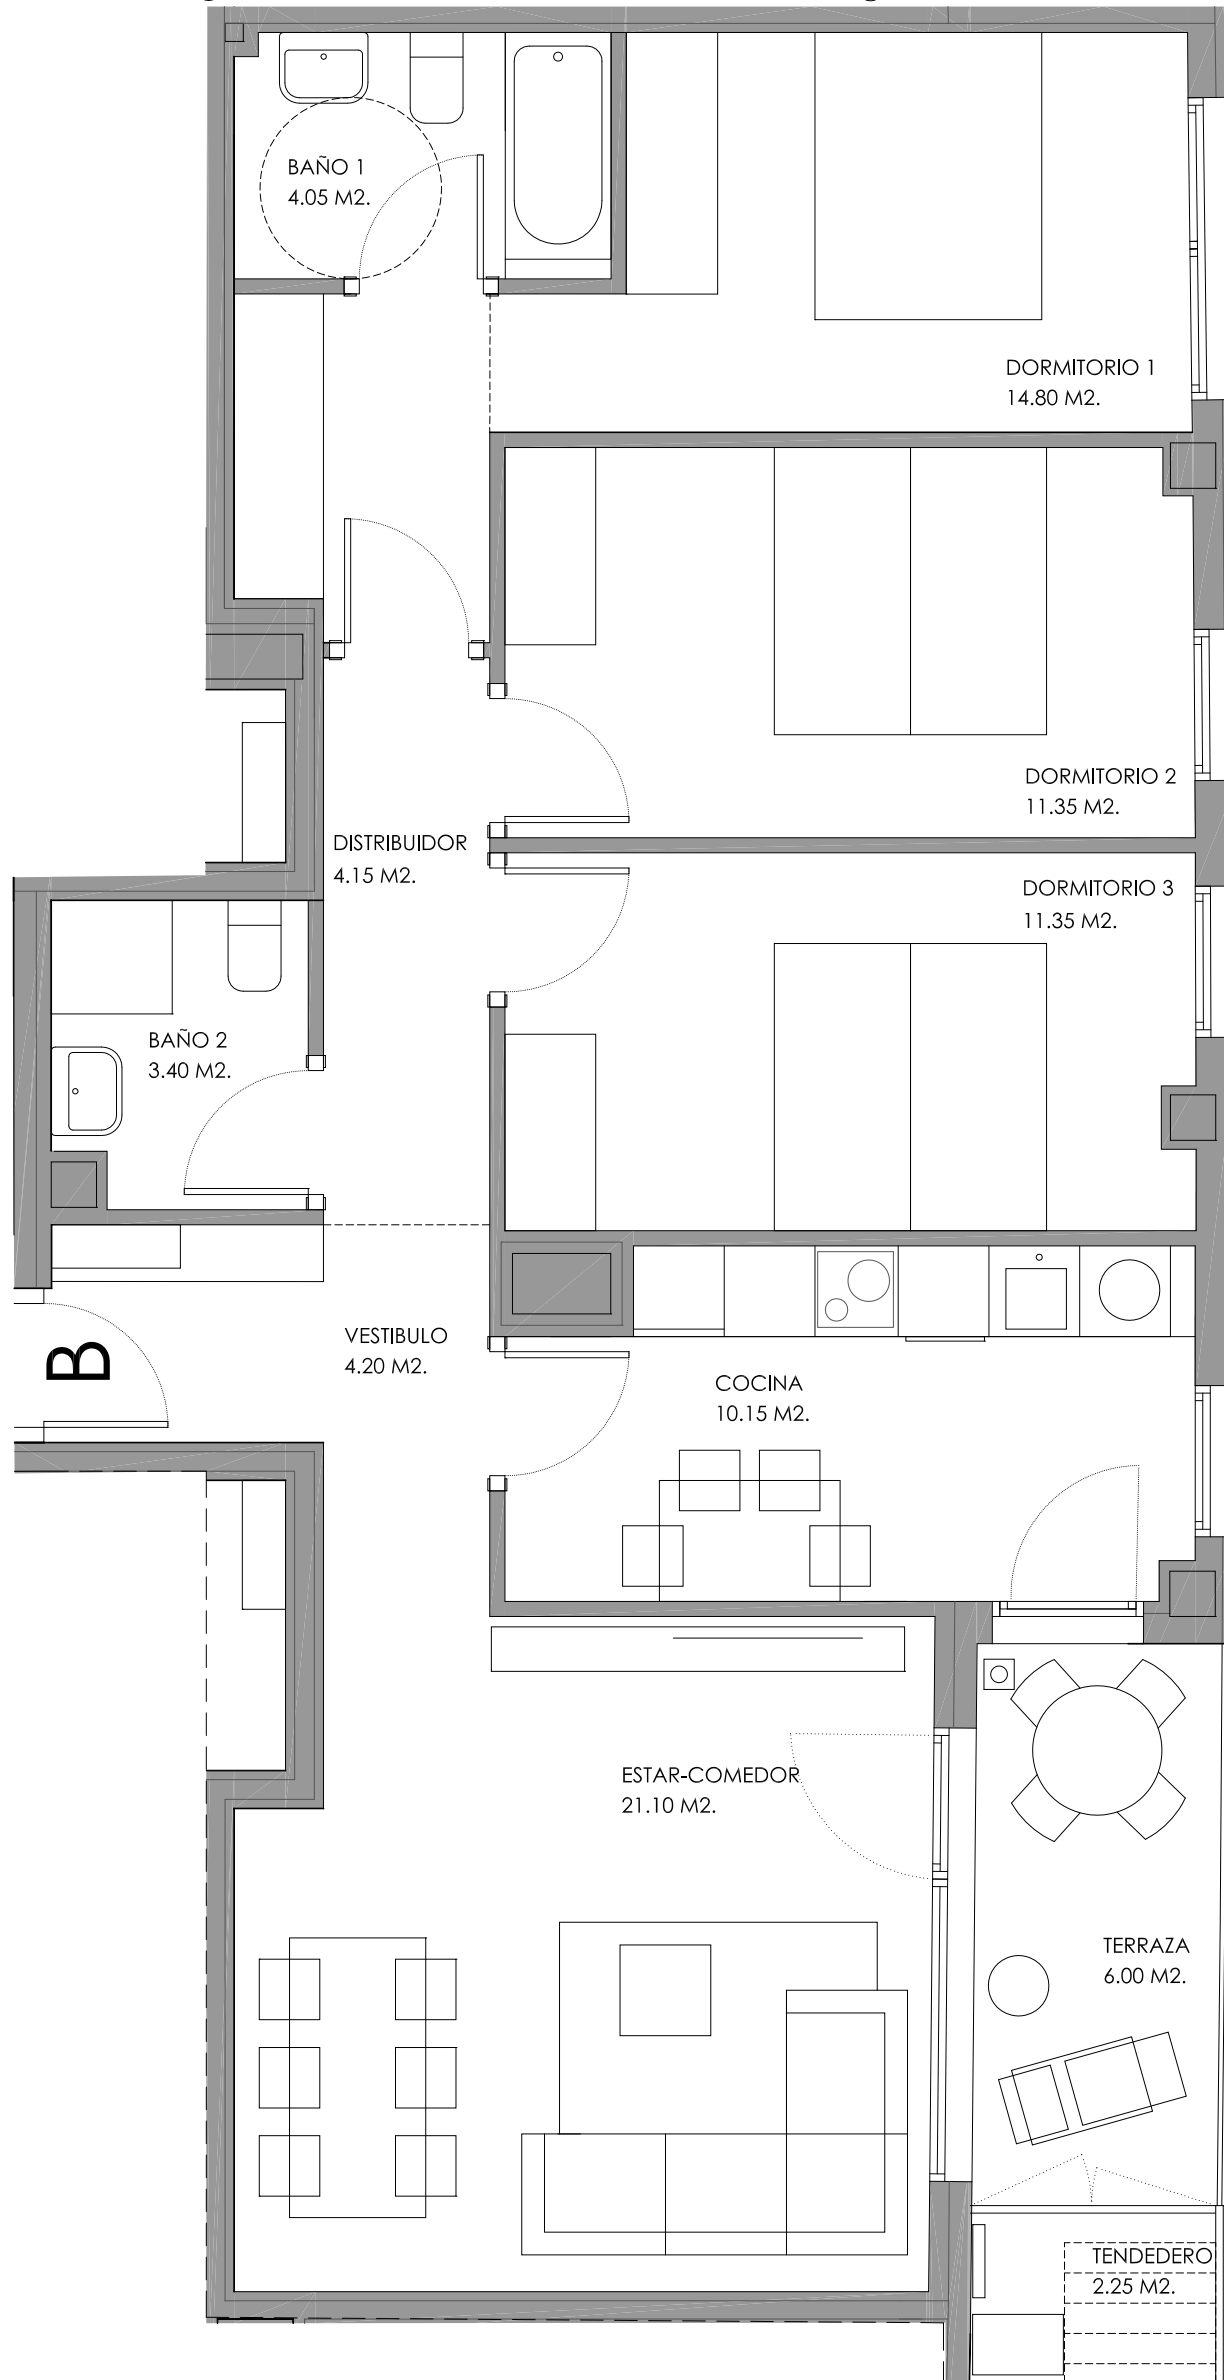 BAÑO 1
4.05 M2.
DORMITORIO 1
14.80 M2.
DORMITORIO 2
11.35 M2.
DISTRIBUIDOR
4.15 M2.
DORMITORIO 3
11.35 M2.
BAÑO 2
3.40 M2.
B
VESTIBULO
4.20 M2.
COCINA
10.15 M2.
ESTAR-COMEDOR
21.10 M2.
TERRAZA
6.00 M2.
TENDEDERO
2.25 M2.